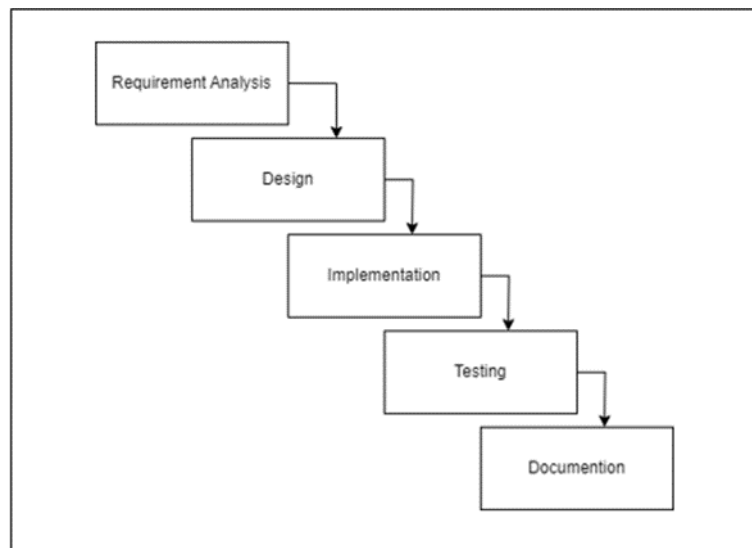 Requirement Analysis
Design
Implementation
Testing
Documention